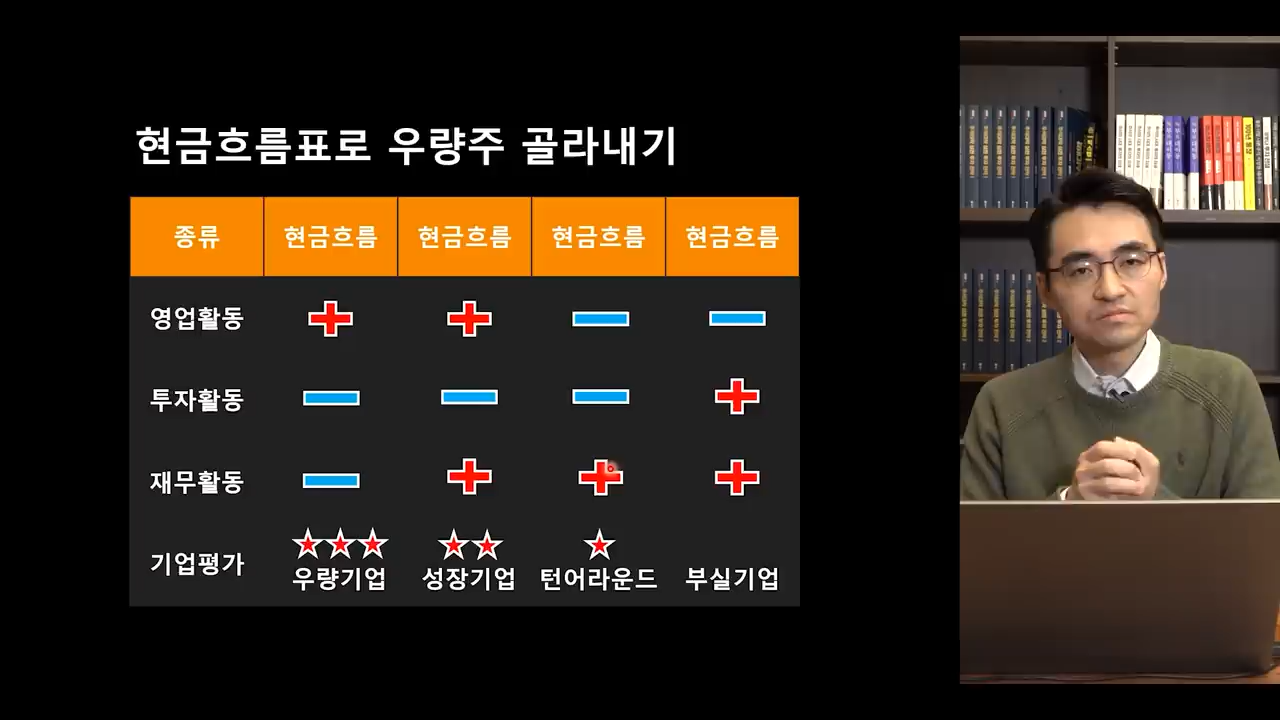 현금흐름표로 우량주 골라내기
종류 현금흐름 현금흐름 현금흐름 현금흐름
영업활동
투자활동
재무활동
기업평가 우량기업 성장기업 턴어라운드 부실기업